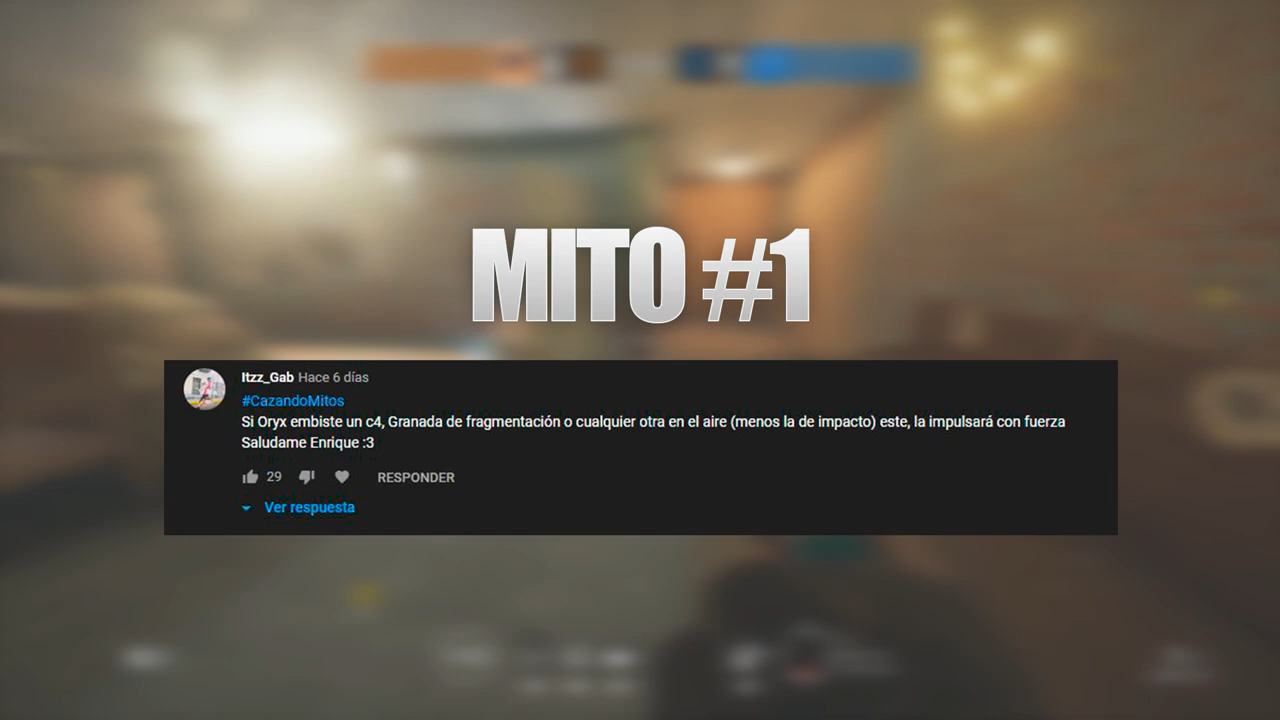 MITO #1
Itzz_Gab Hace 6 días
#CazandoMitos
Si Oryx embiste un c4, Granada de fragmentación o cualquier otra en el aire (menos la de impacto) este, la impulsará con fuerza
Saludame Enrique :3
29 RESPONDER
Ver respuesta